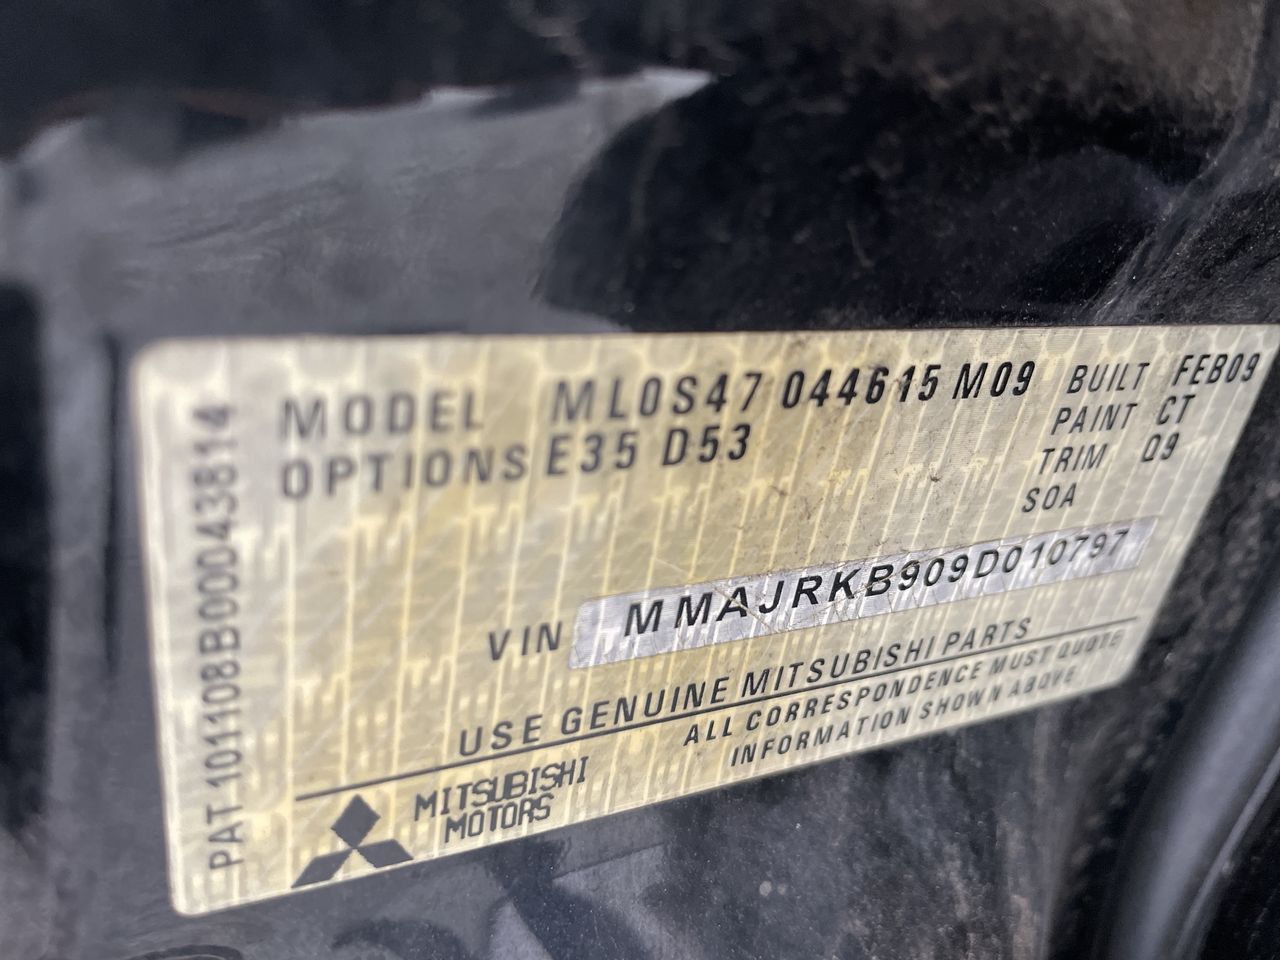 MODEL ML0S47 044615 M09 BUILT FEB09
OPTIONS E35 D53 PAINT CT
TRIM 09
SOA
VIN MMAJRKB909D010797
USE GENUINE MITSUBISHI PARTS
ALL CORRESPONDENCE MUST QUOTE
INFORMATION SHOWN ABOVE
MITSUBISHI
MOTORS
PAT 101108B000043814